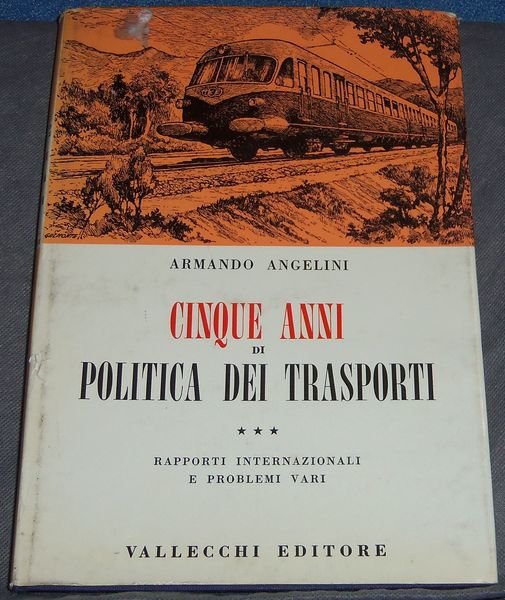 ARMANDO ANGELINI
CINQUE ANNI
DI
POLITICA DEI TRASPORTI
★ ★ ★
RAPPORTI INTERNAZIONALI
E PROBLEMI VARI
VALLECCHI EDITORE